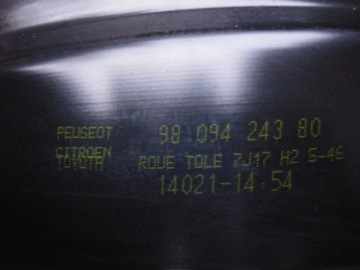 PEUGEOT 98 094 243 80
CITROEN
TOYOTA ROUE TOLE 7J17 H2 5-46
14021-14:54